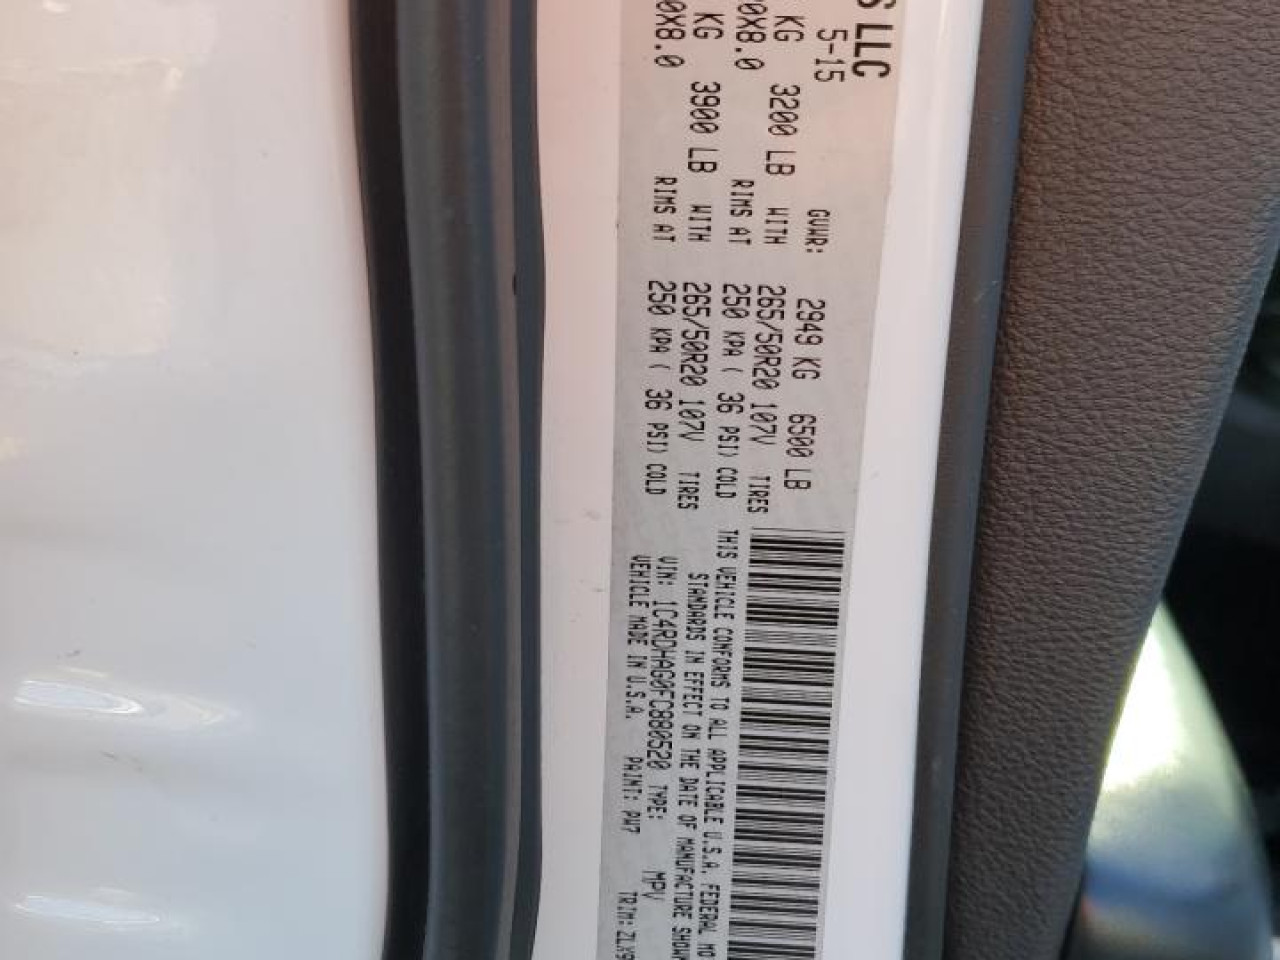 S LLC
5-15
GVWR: 2949 KG 6500 LB
KG 3200 LB WITH 265/50R20 107V TIRES
0X8.0 RIMS AT 250 KPA ( 36 PSI) COLD
KG 3900 LB WITH 265/50R20 107V TIRES
0X8.0 RIMS AT 250 KPA ( 36 PSI) COLD
THIS VEHICLE CONFORMS TO ALL APPLICABLE U.S.A. FEDERAL MO
STANDARDS IN EFFECT ON THE DATE OF MANUFACTURE SHOW
VIN: 1C4RDHAG0FC880520 TYPE: MPV
VEHICLE MADE IN U.S.A. PAINT: PW7 TRIM: ZLX9